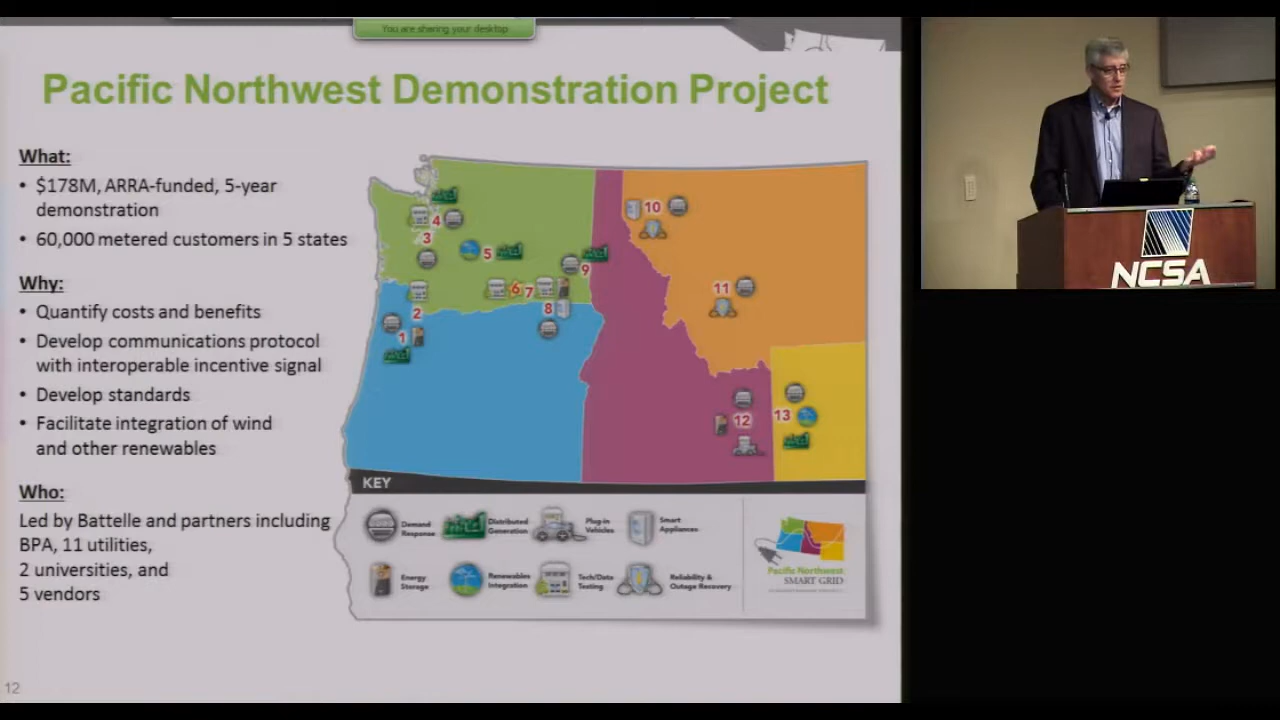 You are sharing your desktop
Pacific Northwest Demonstration Project
What:
• $178M, ARRA-funded, 5-year
demonstration
• 60,000 metered customers in 5 states
Why:
• Quantify costs and benefits
• Develop communications protocol
with interoperable incentive signal
• Develop standards
• Facilitate integration of wind
and other renewables
Who:
Led by Battelle and partners including
BPA, 11 utilities,
2 universities, and
5 vendors
12
4
3
5
9
6
7
8
2
1
10
11
12
13
KEY
Demand
Response
Distributed
Generation
Plug-in
Vehicles
Smart
Appliances
Energy
Storage
Renewables
Integration
Tech/Data
Testing
Reliability &
Outage Recovery
Pacific Northwest
SMART GRID
NCSA